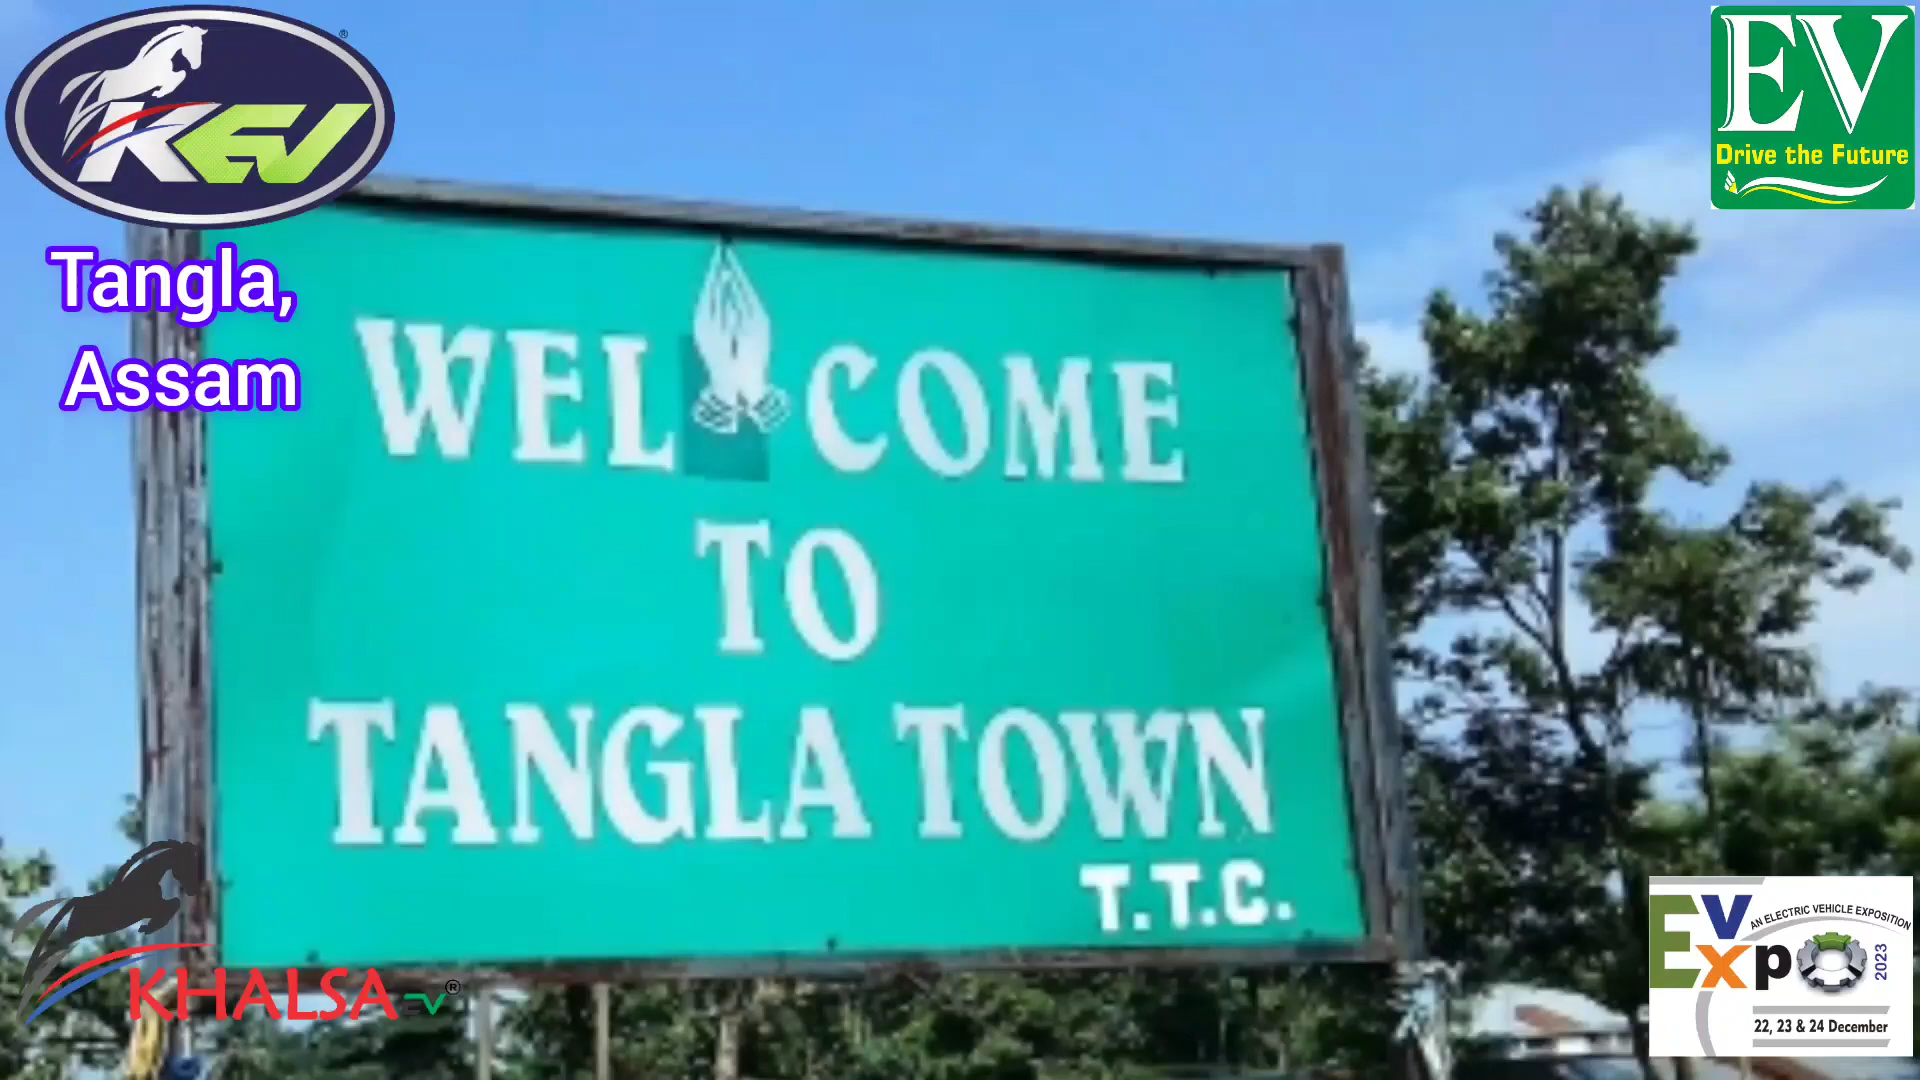 KEV
®
EV
Drive the Future
Tangla,
Assam
WELCOME
TO
TANGLA TOWN
T.T.C.
KHALSA EV ®
EV
Expo
AN ELECTRIC VEHICLE EXPOSITION
2023
22, 23 & 24 December